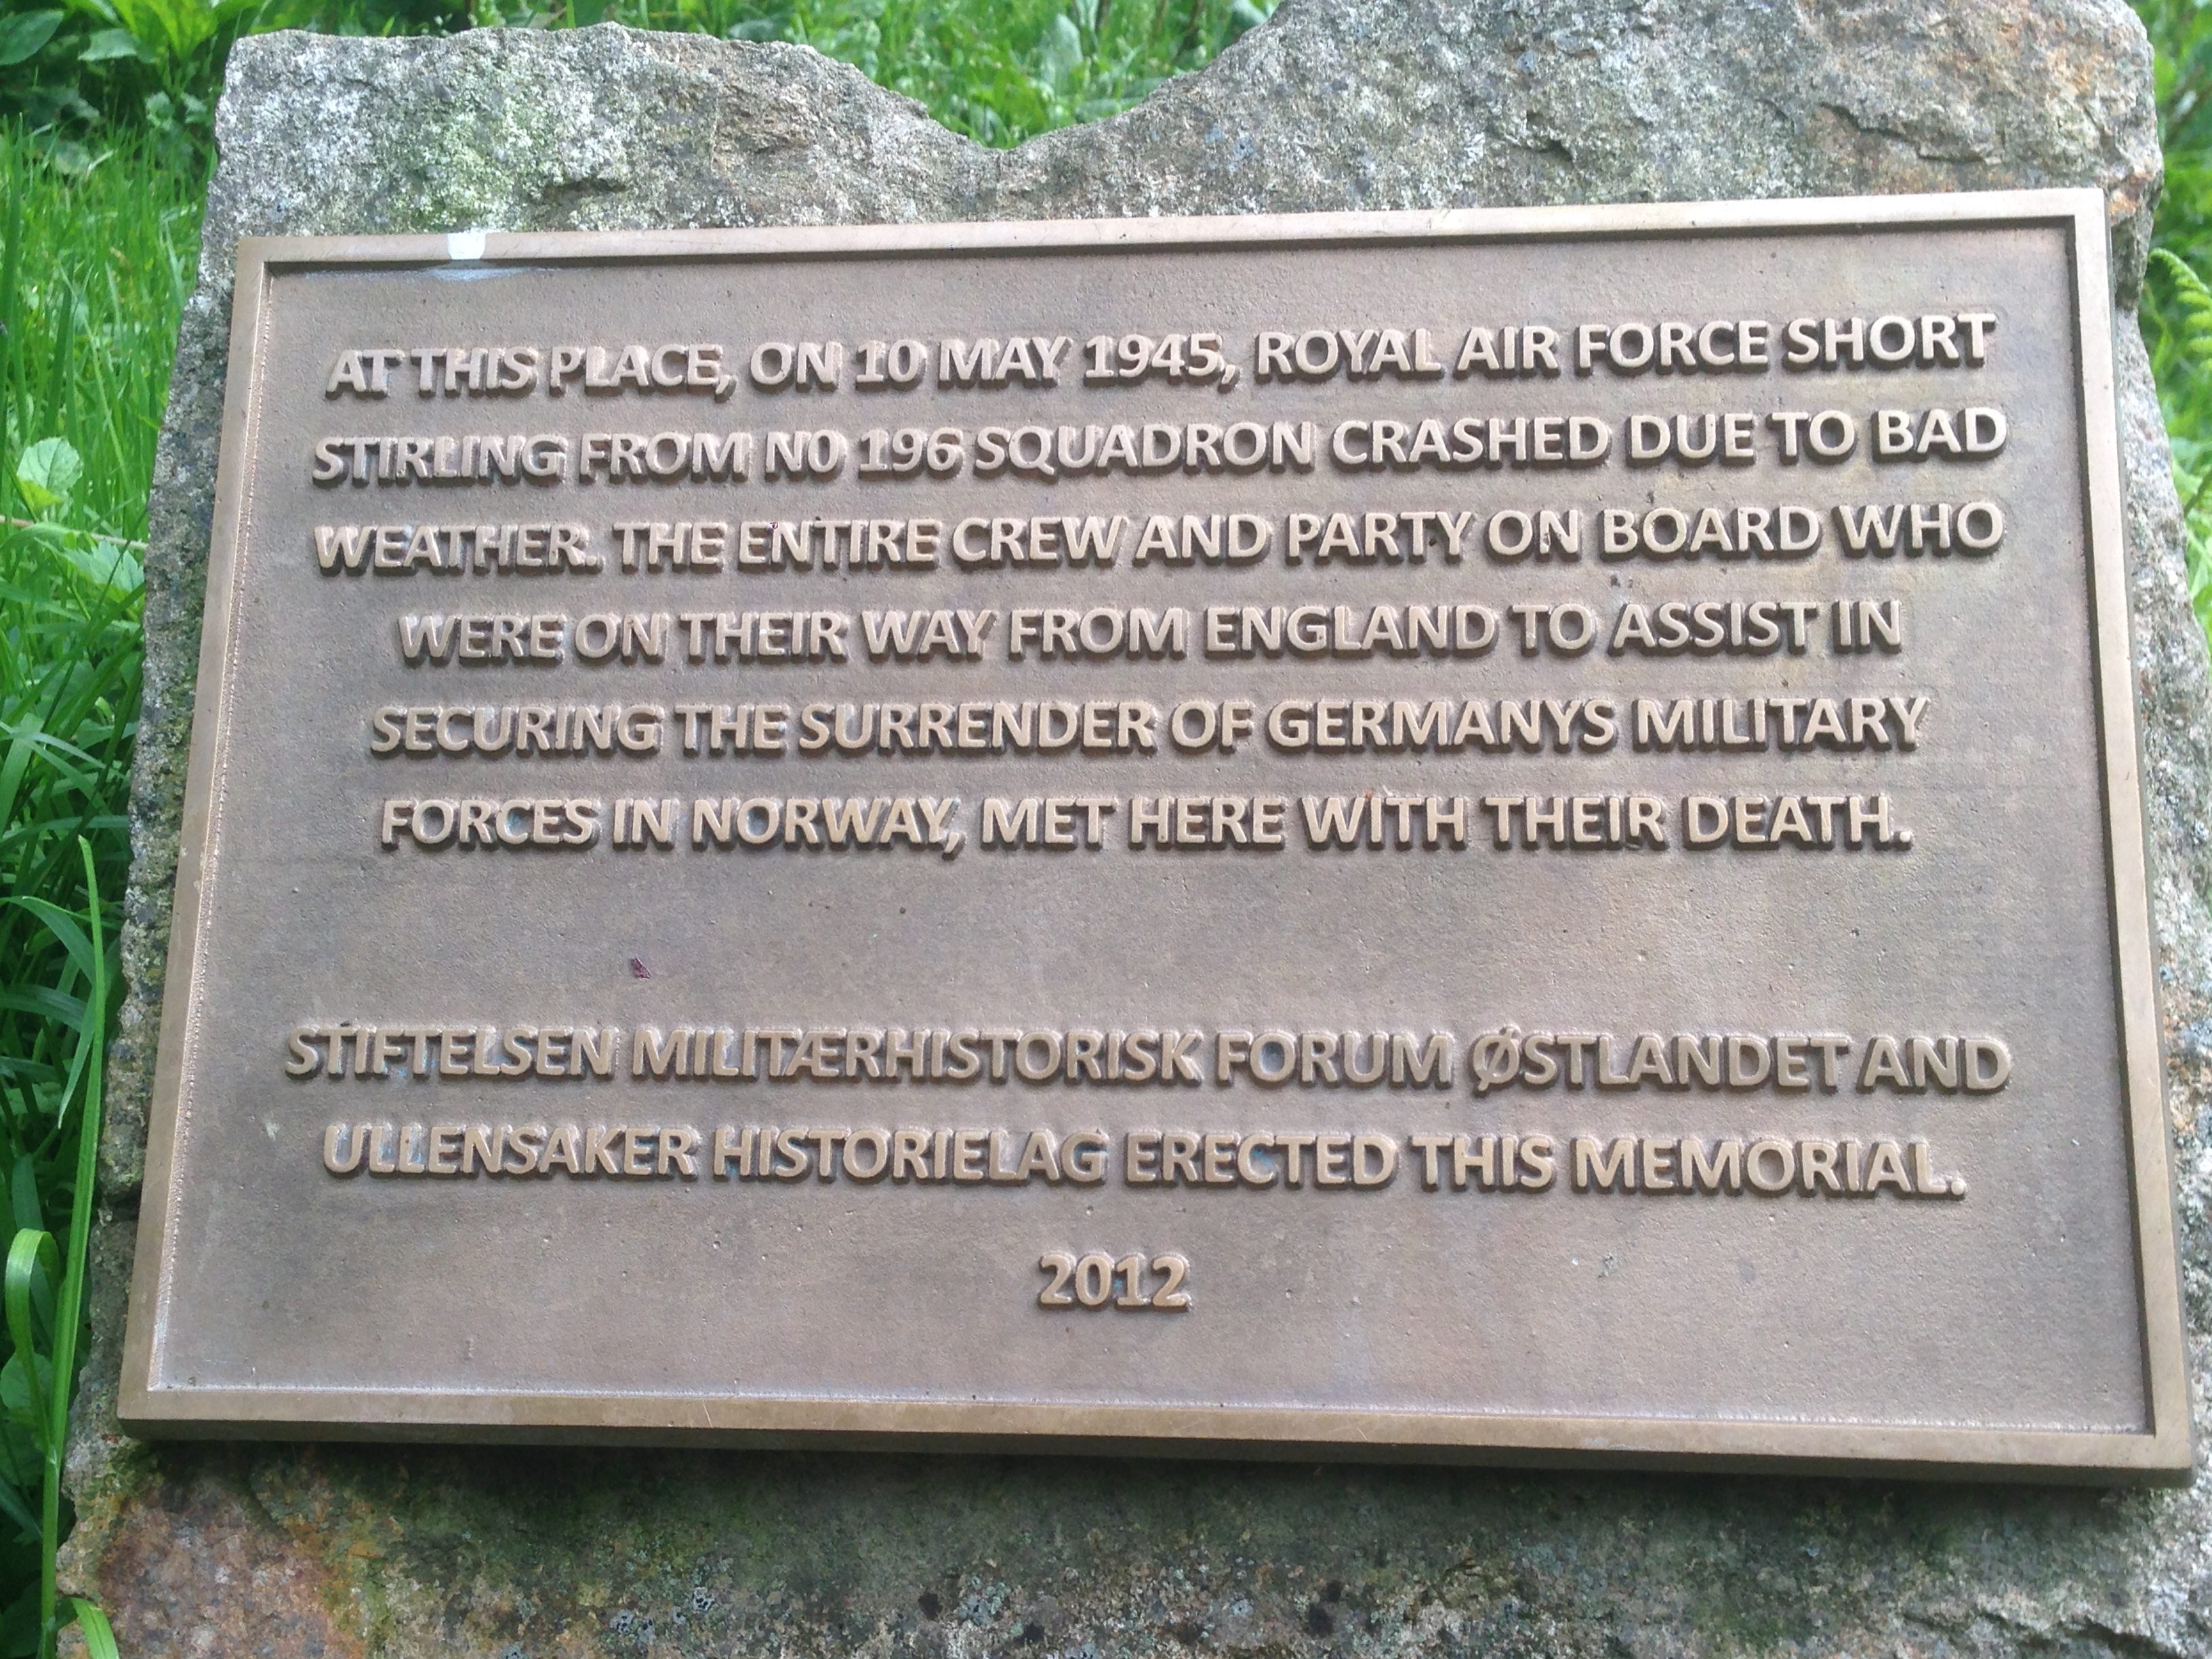 AT THIS PLACE, ON 10 MAY 1945, ROYAL AIR FORCE SHORT
STIRLING FROM N0 196 SQUADRON CRASHED DUE TO BAD
WEATHER. THE ENTIRE CREW AND PARTY ON BOARD WHO
WERE ON THEIR WAY FROM ENGLAND TO ASSIST IN
SECURING THE SURRENDER OF GERMANYS MILITARY
FORCES IN NORWAY, MET HERE WITH THEIR DEATH.
STIFTELSEN MILITÆRHISTORISK FORUM ØSTLANDET AND
ULLENSAKER HISTORIELAG ERECTED THIS MEMORIAL.
2012